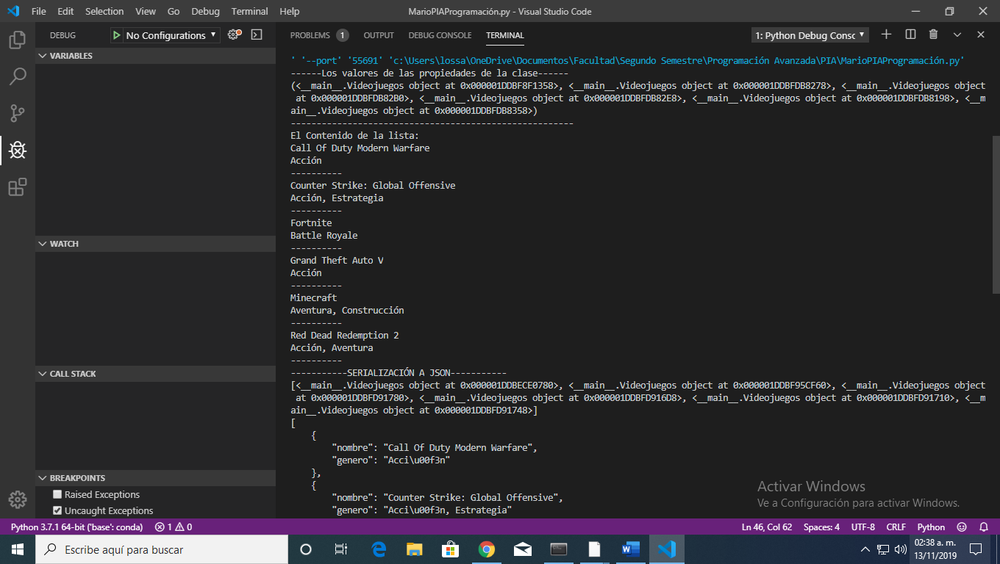 File Edit Selection View Go Debug Terminal Help
MarioPIAProgramación.py - Visual Studio Code
DEBUG
No Configurations
VARIABLES
WATCH
CALL STACK
BREAKPOINTS
Raised Exceptions
Uncaught Exceptions
PROBLEMS 1 OUTPUT DEBUG CONSOLE TERMINAL
1: Python Debug Consc
' '--port' '55691' 'c:\Users\lossa\OneDrive\Documentos\Facultad\Segundo Semestre\Programación Avanzada\PIA\MarioPIAProgramación.py'
------Los valores de las propiedades de la clase------
(<__main__.Videojuegos object at 0x000001DDBF8F1358>, <__main__.Videojuegos object at 0x000001DDBFDB8278>, <__main__.Videojuegos object
at 0x000001DDBFDB82B0>, <__main__.Videojuegos object at 0x000001DDBFDB82E8>, <__main__.Videojuegos object at 0x000001DDBFDB8198>, <__m
ain__.Videojuegos object at 0x000001DDBFDB8358>)
-------------------------------------------------------
El Contenido de la lista:
Call Of Duty Modern Warfare
Acción
----------
Counter Strike: Global Offensive
Acción, Estrategia
----------
Fortnite
Battle Royale
----------
Grand Theft Auto V
Acción
----------
Minecraft
Aventura, Construcción
----------
Red Dead Redemption 2
Acción, Aventura
----------
-----------SERIALIZACIÓN A JSON-----------
[<__main__.Videojuegos object at 0x000001DDBECE0780>, <__main__.Videojuegos object at 0x000001DDBF95CF60>, <__main__.Videojuegos object
at 0x000001DDBFD91780>, <__main__.Videojuegos object at 0x000001DDBFD916D8>, <__main__.Videojuegos object at 0x000001DDBFD91710>, <__m
ain__.Videojuegos object at 0x000001DDBFD91748>]
[
{
"nombre": "Call Of Duty Modern Warfare",
"genero": "Acci\u00f3n"
},
{
"nombre": "Counter Strike: Global Offensive",
"genero": "Acci\u00f3n, Estrategia"
Activar Windows
Ve a Configuración para activar Windows.
Python 3.7.1 64-bit ('base': conda) 1 0
Ln 46, Col 62 Spaces: 4 UTF-8 CRLF Python
Escribe aquí para buscar
02:38 a. m.
13/11/2019